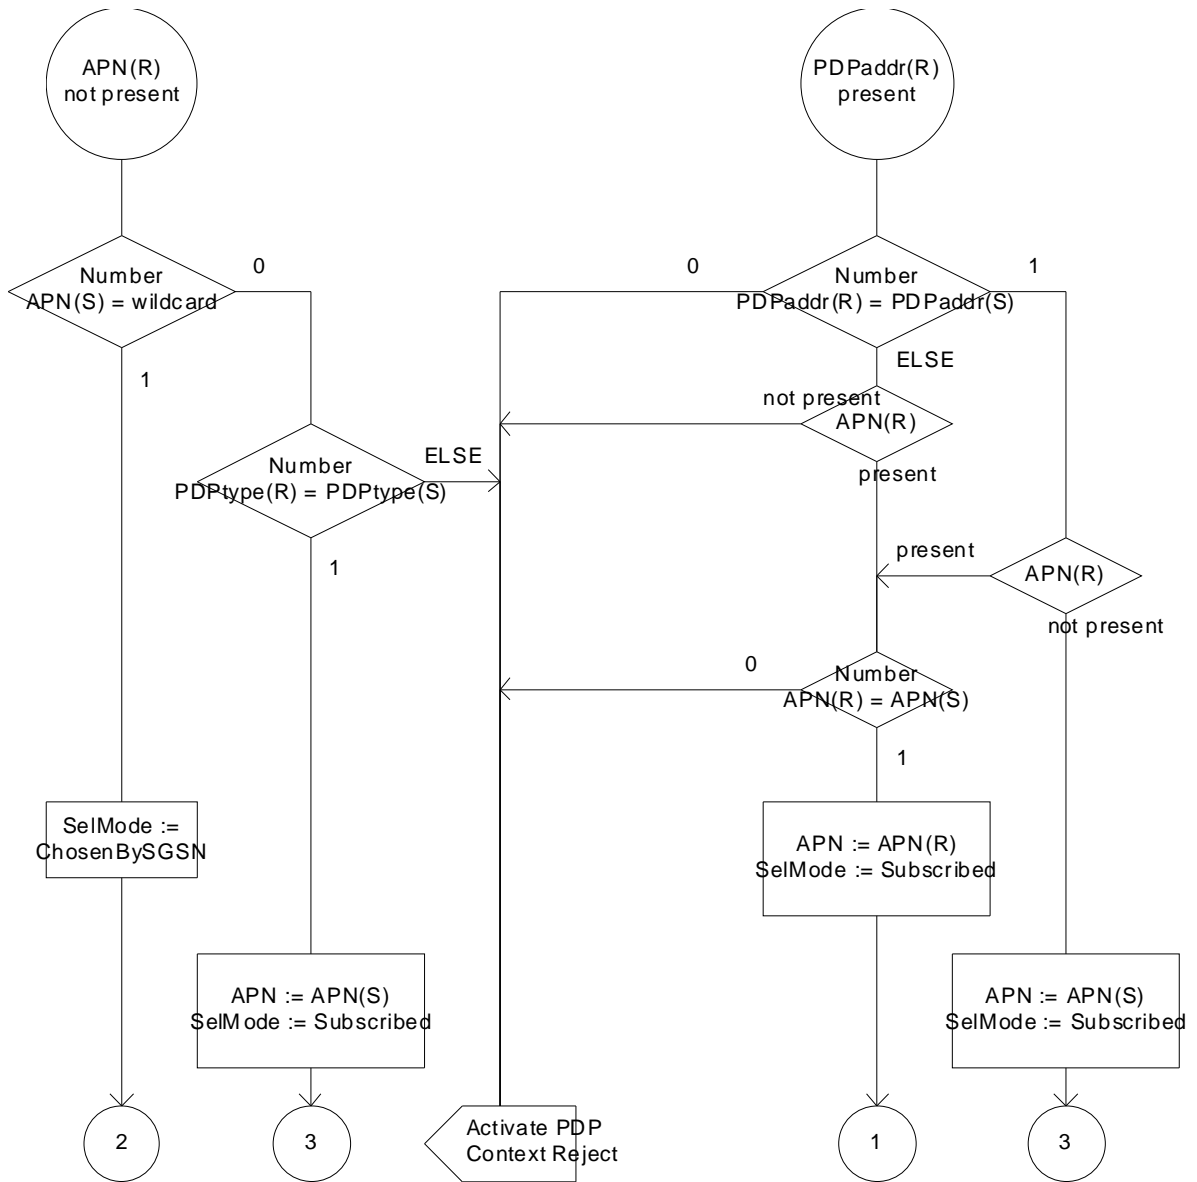 APN(R)
not present
PDPaddr(R)
present
Number
APN(S) = wildcard
0
1
0
Number
PDPaddr(R) = PDPaddr(S)
1
ELSE
not present
APN(R)
present
Number
PDPtype(R) = PDPtype(S)
ELSE
1
present
APN(R)
not present
0
Number
APN(R) = APN(S)
1
SelMode :=
ChosenBySGSN
APN := APN(R)
SelMode := Subscribed
APN := APN(S)
SelMode := Subscribed
APN := APN(S)
SelMode := Subscribed
2
3
Activate PDP
Context Reject
1
3